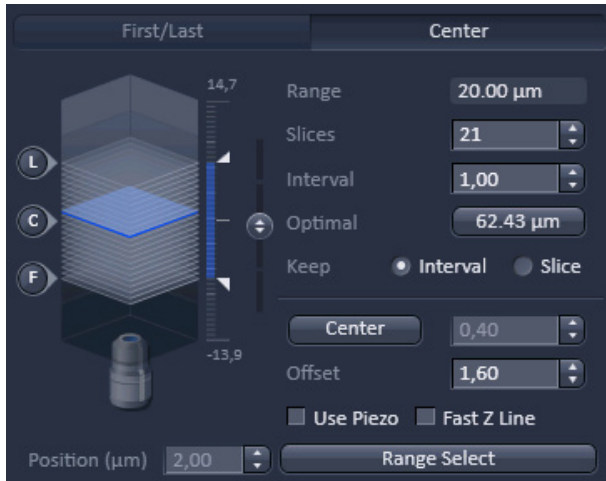 First/Last Center
14,7
Range 20.00 µm
Slices 21
L
Interval 1,00
C
Optimal 62.43 µm
F
Keep Interval Slice
Center 0,40
-13,9
Offset 1,60
Use Piezo Fast Z Line
Position (µm) 2,00 Range Select